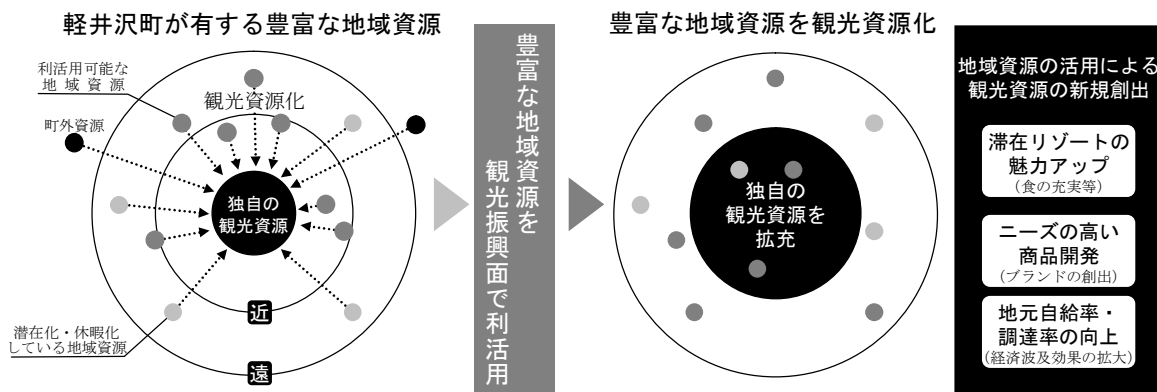 軽井沢町が有する豊富な地域資源
利活用可能な
地域資源
観光資源化
町外資源
独自の
観光資源
近
潜在化・休暇化
している地域資源
遠
豊富な地域資源を
観光振興面で利活用
豊富な地域資源を観光資源化
独自の
観光資源を
拡充
地域資源の活用による
観光資源の新規創出
滞在リゾートの
魅力アップ
(食の充実等)
ニーズの高い
商品開発
(ブランドの創出)
地元自給率・
調達率の向上
(経済波及効果の拡大)